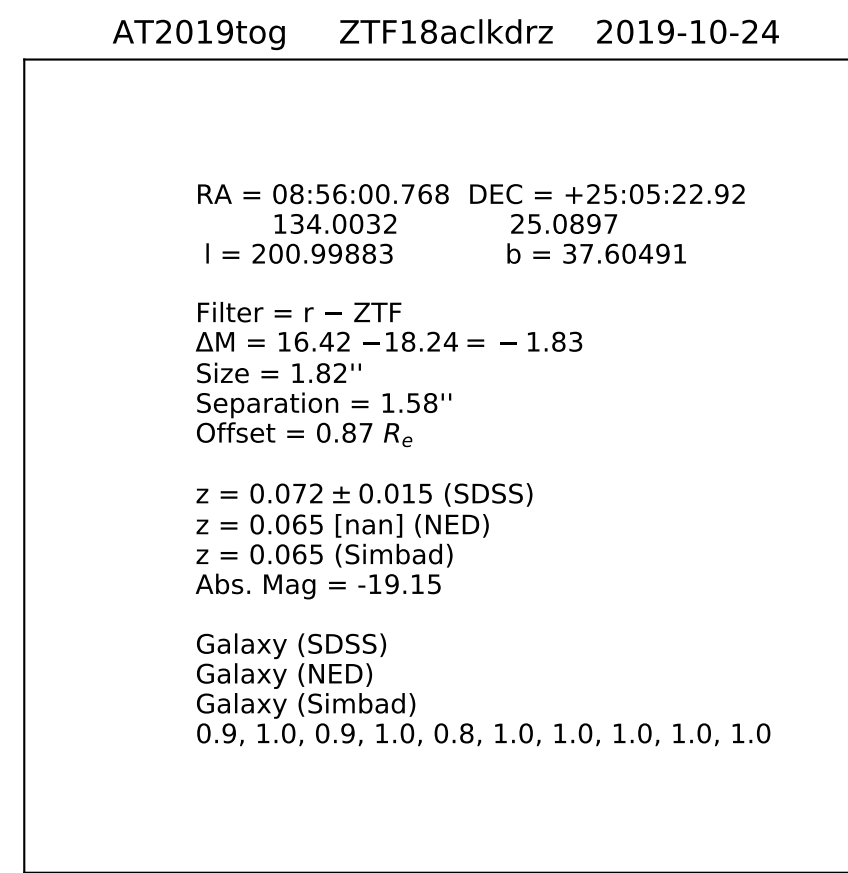 AT2019tog ZTF18aclkdrz 2019-10-24
RA = 08:56:00.768 DEC = +25:05:22.92
134.0032 25.0897
l = 200.99883 b = 37.60491
Filter = r − ZTF
ΔM = 16.42 −18.24 = − 1.83
Size = 1.82''
Separation = 1.58''
Offset = 0.87 Rₑ
z = 0.072 ± 0.015 (SDSS)
z = 0.065 [nan] (NED)
z = 0.065 (Simbad)
Abs. Mag = -19.15
Galaxy (SDSS)
Galaxy (NED)
Galaxy (Simbad)
0.9, 1.0, 0.9, 1.0, 0.8, 1.0, 1.0, 1.0, 1.0, 1.0